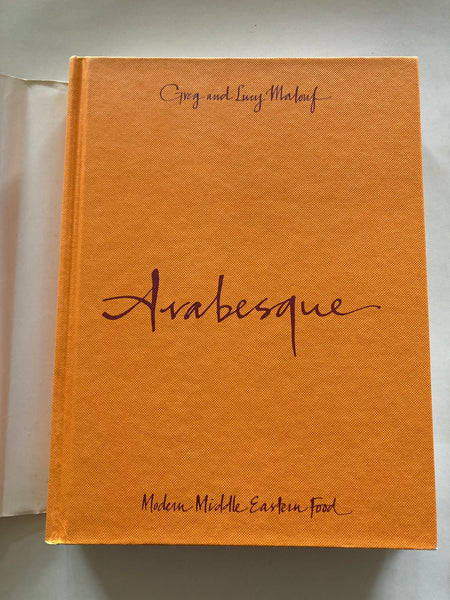 Greg and Lucy Malouf
Arabesque
Modern Middle Eastern Food